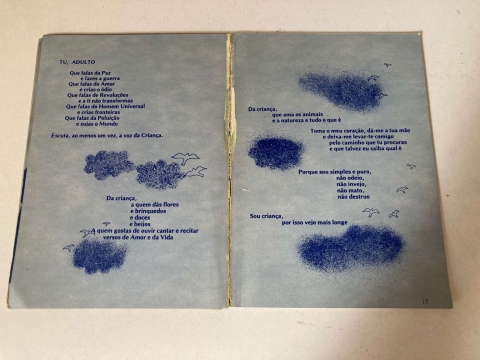 TU, ADULTO
Que falas da Paz
e fazes a guerra
Que falas de Amor
e crias o ódio
Que falas de Revoluções
e a ti não transformas
Que falas de Homem Universal
e crias fronteiras
Que falas da Poluição
e sujas o Mundo
Escuta, ao menos um, a voz da Criança.
Da criança,
a quem dás flores
e brinquedos
e doces
e beijos
A quem gostas de ouvir cantar e recitar
versos de Amor e da Vida
Da criança,
que ama os animais
e a natureza e tudo o que é
Toma o meu coração, dá-me a tua mão
e deixa-me levar-te comigo
pelo caminho que tu procuras
e que talvez eu saiba qual é
Porque sou simples e puro,
não odeio,
não invejo,
não mato,
não destruo
Sou criança,
por isso vejo mais longe